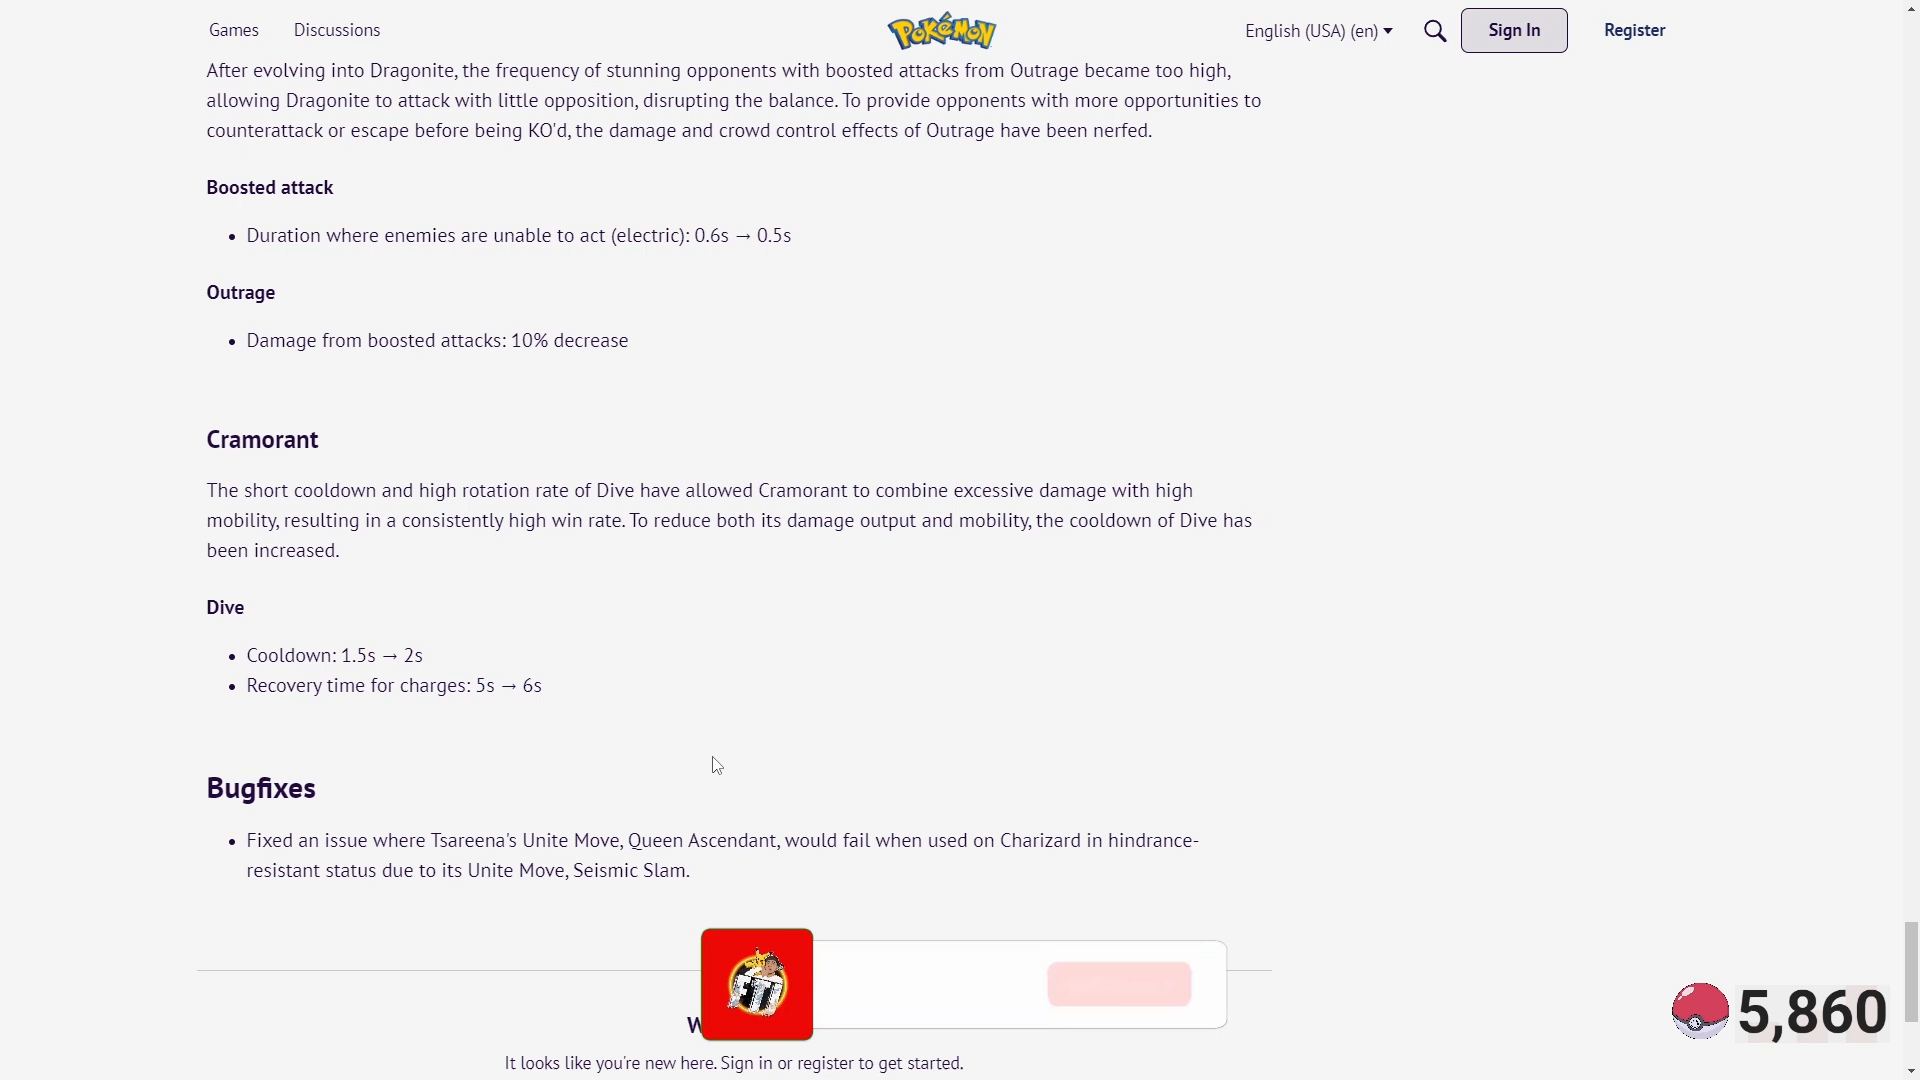 Games Discussions POKéMON English (USA) (en) Sign In Register
After evolving into Dragonite, the frequency of stunning opponents with boosted attacks from Outrage became too high,
allowing Dragonite to attack with little opposition, disrupting the balance. To provide opponents with more opportunities to
counterattack or escape before being KO'd, the damage and crowd control effects of Outrage have been nerfed.
Boosted attack
• Duration where enemies are unable to act (electric): 0.6s → 0.5s
Outrage
• Damage from boosted attacks: 10% decrease
Cramorant
The short cooldown and high rotation rate of Dive have allowed Cramorant to combine excessive damage with high
mobility, resulting in a consistently high win rate. To reduce both its damage output and mobility, the cooldown of Dive has
been increased.
Dive
• Cooldown: 1.5s → 2s
• Recovery time for charges: 5s → 6s
Bugfixes
• Fixed an issue where Tsareena's Unite Move, Queen Ascendant, would fail when used on Charizard in hindrance-
resistant status due to its Unite Move, Seismic Slam.
5,860
It looks like you're new here. Sign in or register to get started.